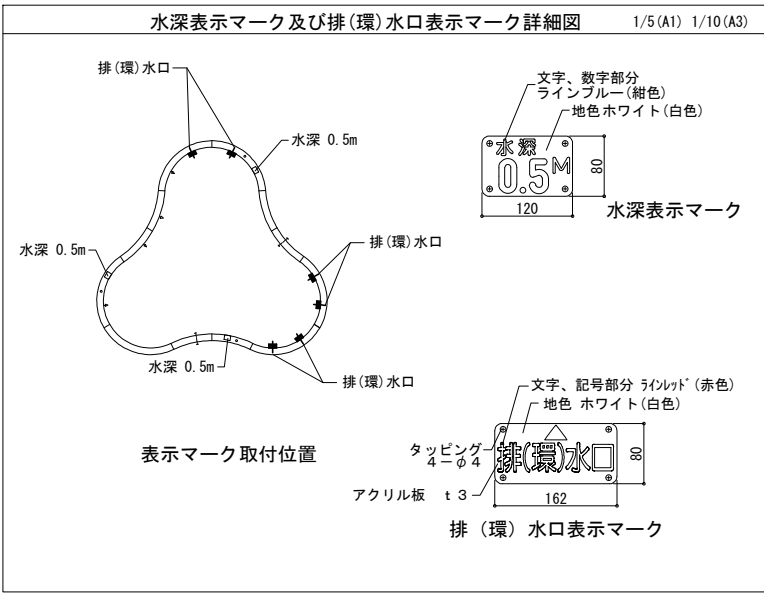 水深表示マーク及び排(環)水口表示マーク詳細図 1/5(A1) 1/10(A3)
排(環)水口
水深 0.5m
水深 0.5m
排(環)水口
水深 0.5m
排(環)水口
表示マーク取付位置
文字、数字部分
ラインブルー(紺色)
地色 ホワイト(白色)
水深
0.5M
80
120
水深表示マーク
文字、記号部分 ラインレッド(赤色)
地色 ホワイト(白色)
タッピング
4−φ4
排(環)水口
80
アクリル板 t3
162
排(環)水口表示マーク